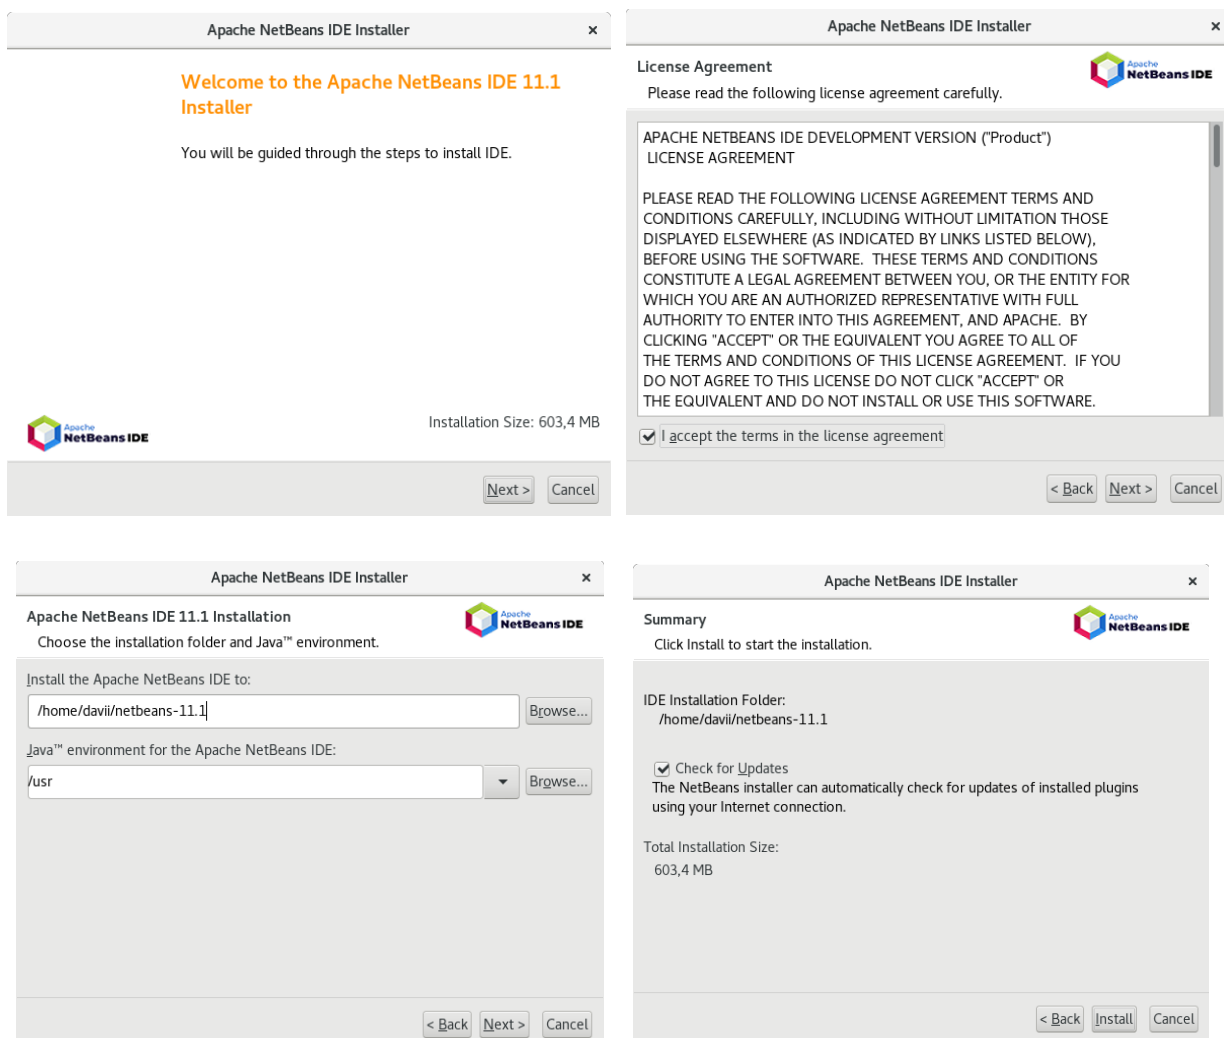 Apache NetBeans IDE Installer ×
Welcome to the Apache NetBeans IDE 11.1
Installer
You will be guided through the steps to install IDE.
Installation Size: 603,4 MB
Apache
NetBeans IDE
Next > Cancel
Apache NetBeans IDE Installer ×
License Agreement
Please read the following license agreement carefully.
Apache
NetBeans IDE
APACHE NETBEANS IDE DEVELOPMENT VERSION ("Product")
LICENSE AGREEMENT
PLEASE READ THE FOLLOWING LICENSE AGREEMENT TERMS AND
CONDITIONS CAREFULLY, INCLUDING WITHOUT LIMITATION THOSE
DISPLAYED ELSEWHERE (AS INDICATED BY LINKS LISTED BELOW),
BEFORE USING THE SOFTWARE.  THESE TERMS AND CONDITIONS
CONSTITUTE A LEGAL AGREEMENT BETWEEN YOU, OR THE ENTITY FOR
WHICH YOU ARE AN AUTHORIZED REPRESENTATIVE WITH FULL
AUTHORITY TO ENTER INTO THIS AGREEMENT, AND APACHE.  BY
CLICKING "ACCEPT" OR THE EQUIVALENT YOU AGREE TO ALL OF
THE TERMS AND CONDITIONS OF THIS LICENSE AGREEMENT.  IF YOU
DO NOT AGREE TO THIS LICENSE DO NOT CLICK "ACCEPT" OR
THE EQUIVALENT AND DO NOT INSTALL OR USE THIS SOFTWARE.
I accept the terms in the license agreement
< Back Next > Cancel
Apache NetBeans IDE Installer ×
Apache NetBeans IDE 11.1 Installation
Choose the installation folder and Java™ environment.
Apache
NetBeans IDE
Install the Apache NetBeans IDE to:
/home/davii/netbeans-11.1 Browse...
Java™ environment for the Apache NetBeans IDE:
/usr Browse...
< Back Next > Cancel
Apache NetBeans IDE Installer ×
Summary
Click Install to start the installation.
Apache
NetBeans IDE
IDE Installation Folder:
/home/davii/netbeans-11.1
Check for Updates
The NetBeans installer can automatically check for updates of installed plugins
using your Internet connection.
Total Installation Size:
603,4 MB
< Back Install Cancel